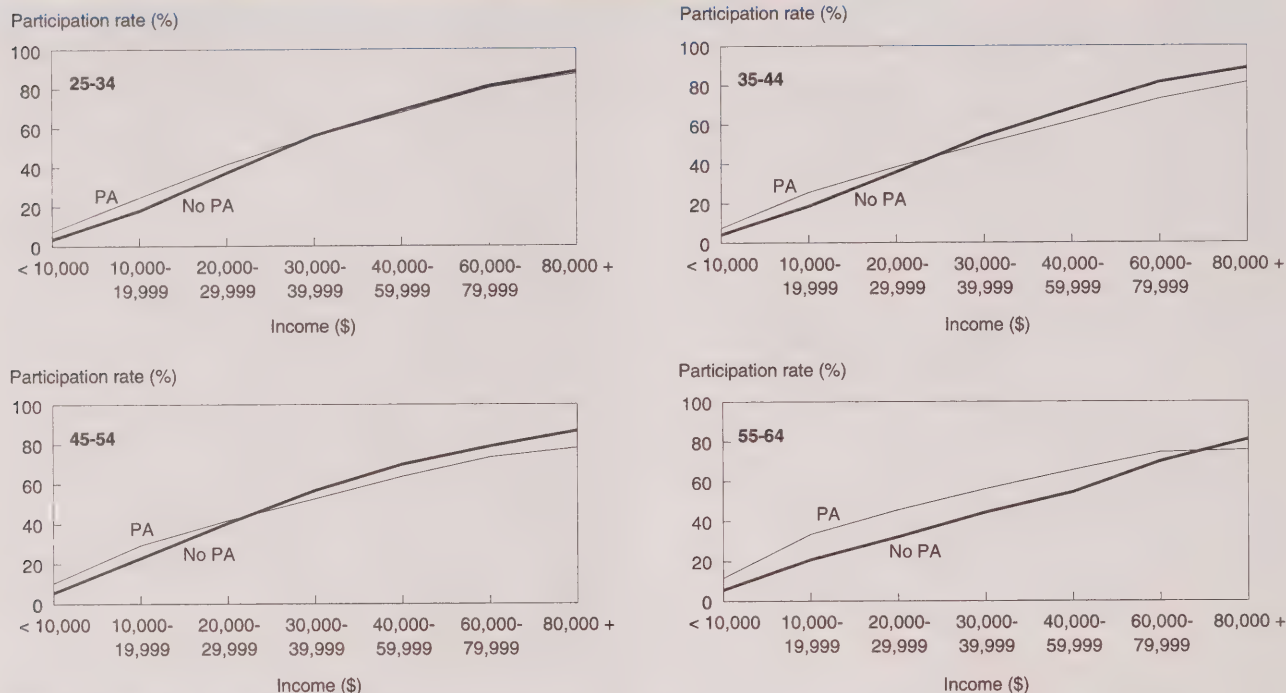 Participation rate (%)
100
80
60
40
20
0
25-34
PA
No PA
< 10,000 10,000- 20,000- 30,000- 40,000- 60,000- 80,000 +
19,999 29,999 39,999 59,999 79,999
Income ($)
Participation rate (%)
100
80
60
40
20
0
35-44
PA
No PA
< 10,000 10,000- 20,000- 30,000- 40,000- 60,000- 80,000 +
19,999 29,999 39,999 59,999 79,999
Income ($)
Participation rate (%)
100
80
60
40
20
0
45-54
PA
No PA
< 10,000 10,000- 20,000- 30,000- 40,000- 60,000- 80,000 +
19,999 29,999 39,999 59,999 79,999
Income ($)
Participation rate (%)
100
80
60
40
20
0
55-64
PA
No PA
< 10,000 10,000- 20,000- 30,000- 40,000- 60,000- 80,000 +
19,999 29,999 39,999 59,999 79,999
Income ($)